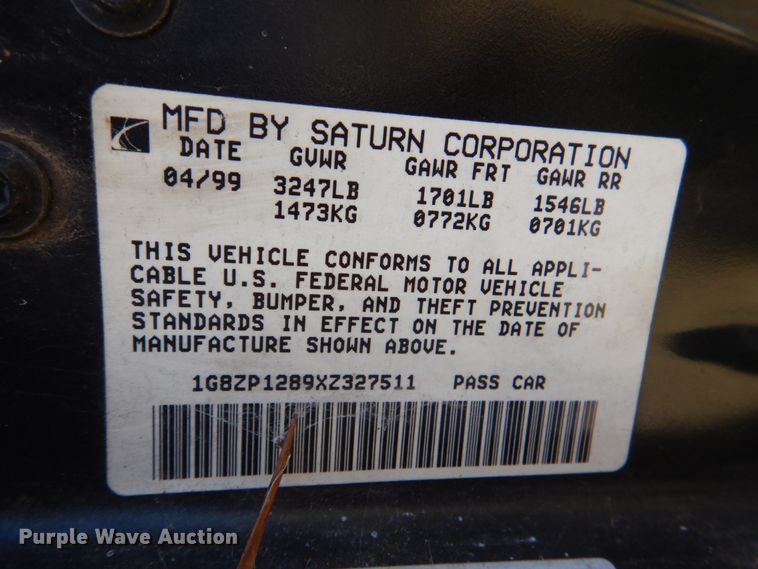 MFD BY SATURN CORPORATION
DATE GVWR GAWR FRT GAWR RR
04/99 3247LB 1701LB 1546LB
1473KG 0772KG 0701KG
THIS VEHICLE CONFORMS TO ALL APPLI-
CABLE U.S. FEDERAL MOTOR VEHICLE
SAFETY, BUMPER, AND THEFT PREVENTION
STANDARDS IN EFFECT ON THE DATE OF
MANUFACTURE SHOWN ABOVE.
1G8ZP1289XZ327511 PASS CAR
Purple Wave Auction